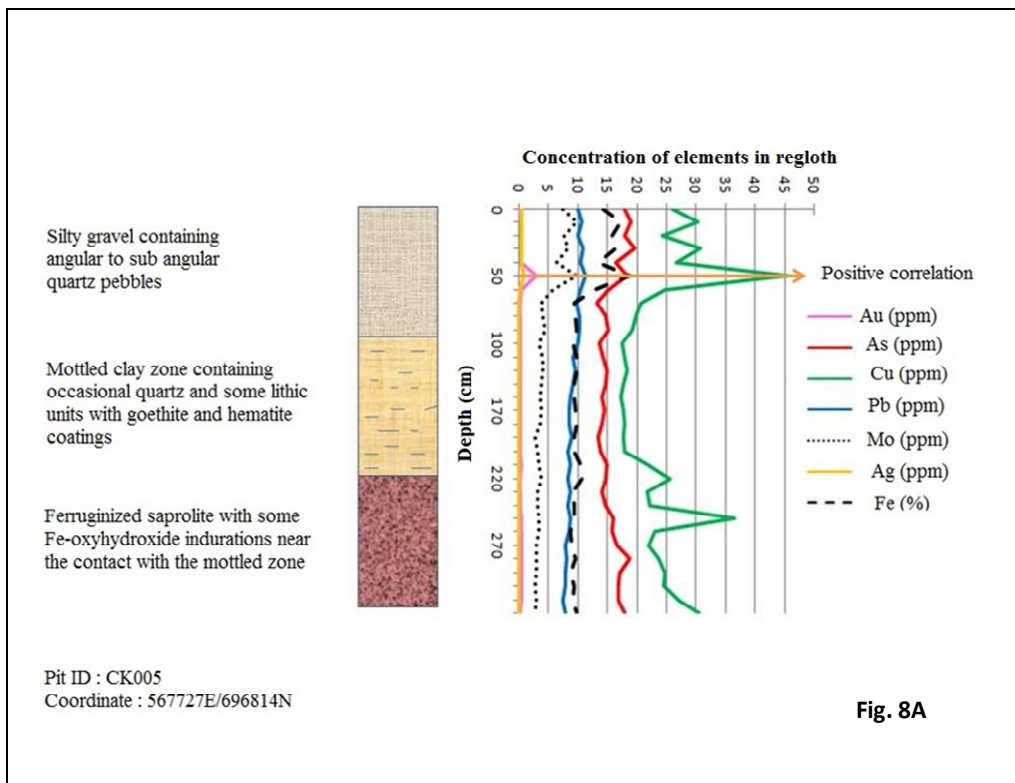 Concentration of elements in regloth
0 5 10 15 20 25 30 35 40 45 50
Depth (cm)
0
50
100
170
220
270
Silty gravel containing
angular to sub angular
quartz pebbles
Mottled clay zone containing
occasional quartz and some lithic
units with goethite and hematite
coatings
Ferruginized saprolite with some
Fe-oxyhydroxide indurations near
the contact with the mottled zone
Positive correlation
Au (ppm)
As (ppm)
Cu (ppm)
Pb (ppm)
Mo (ppm)
Ag (ppm)
Fe (%)
Pit ID : CK005
Coordinate : 567727E/696814N
Fig. 8A